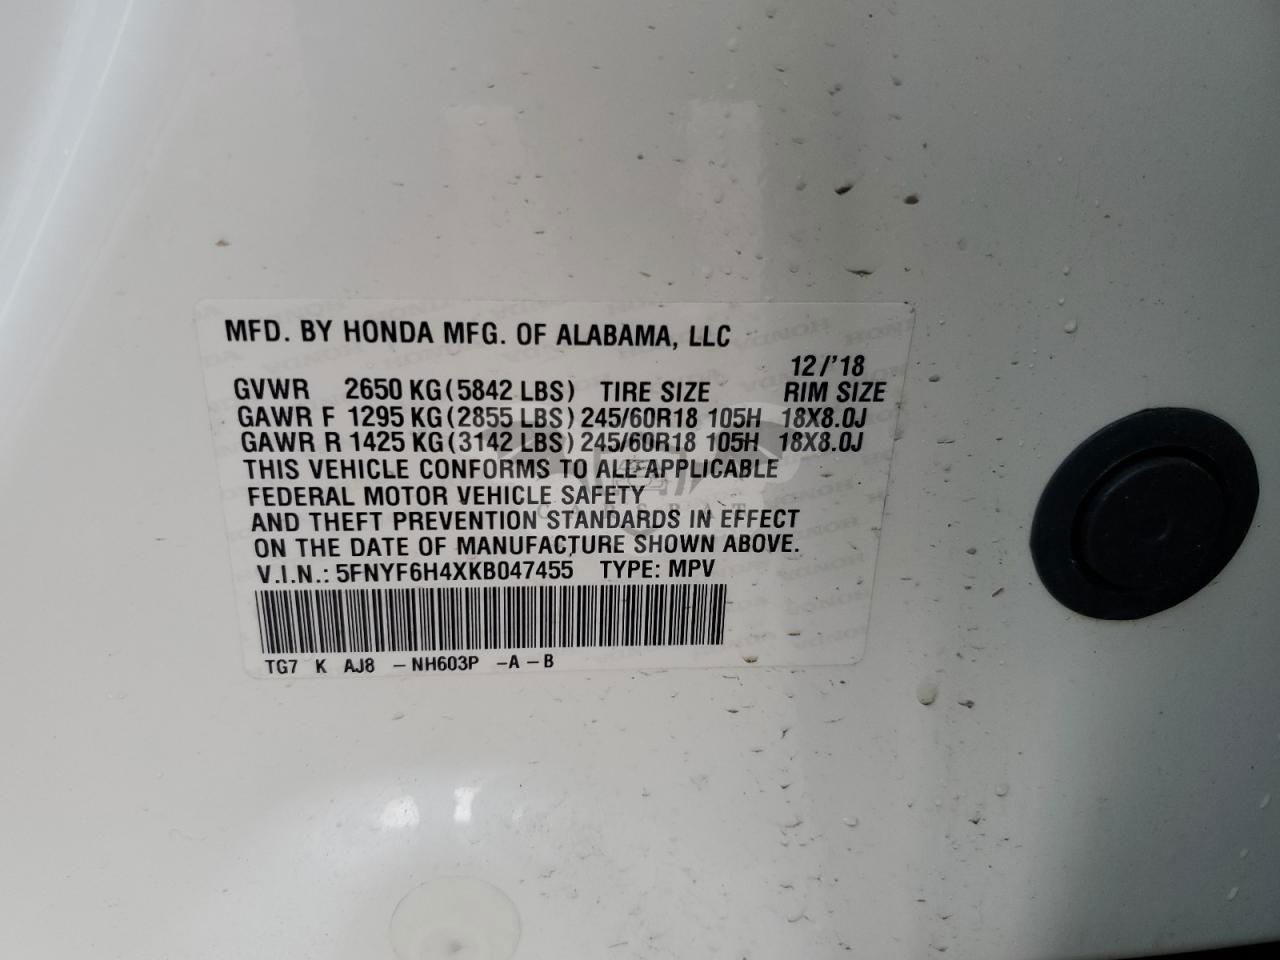 MFD. BY HONDA MFG. OF ALABAMA, LLC
12/'18
GVWR 2650 KG(5842 LBS) TIRE SIZE RIM SIZE
GAWR F 1295 KG(2855 LBS) 245/60R18 105H 18X8.0J
GAWR R 1425 KG(3142 LBS) 245/60R18 105H 18X8.0J
THIS VEHICLE CONFORMS TO ALL APPLICABLE
FEDERAL MOTOR VEHICLE SAFETY
AND THEFT PREVENTION STANDARDS IN EFFECT
ON THE DATE OF MANUFACTURE SHOWN ABOVE.
V.I.N.: 5FNYF6H4XKB047455 TYPE: MPV
TG7 K AJ8 -NH603P -A-B